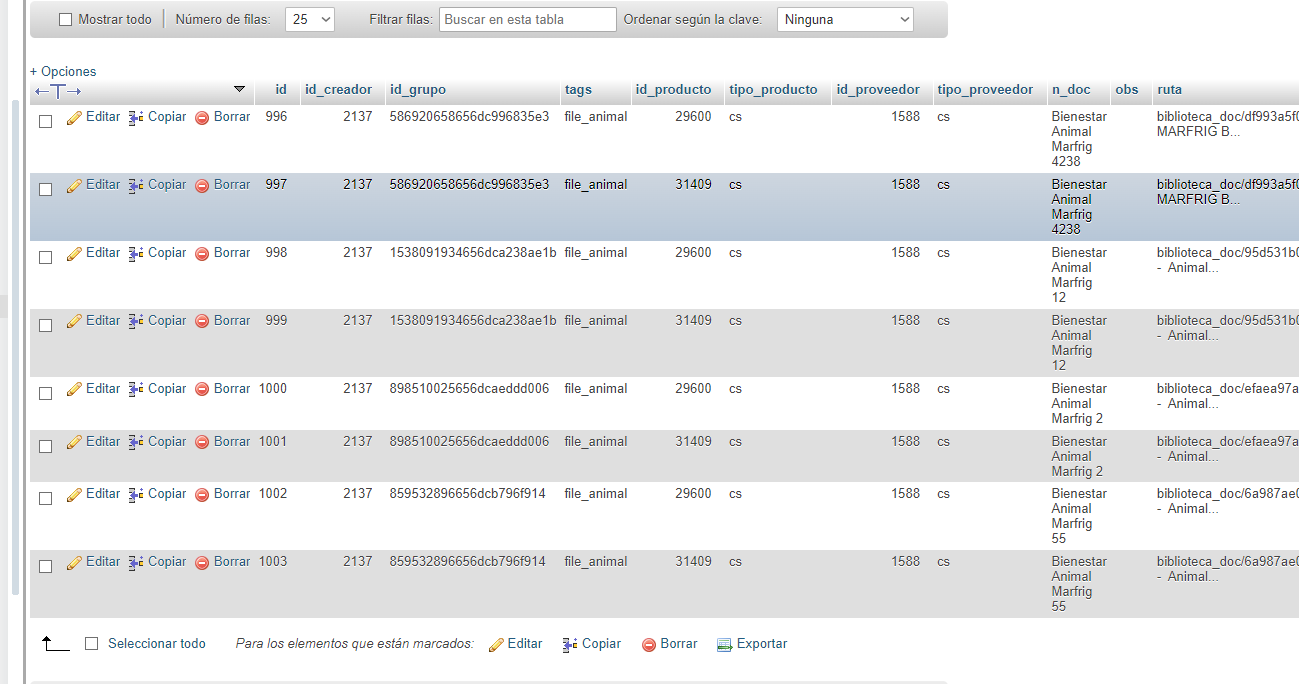 Mostrar todo Número de filas: 25 Filtrar filas: Buscar en esta tabla Ordenar según la clave: Ninguna
+ Opciones
←T→ id id_creador id_grupo tags id_producto tipo_producto id_proveedor tipo_proveedor n_doc obs ruta
Editar Copiar Borrar 996 2137 586920658656dc996835e3 file_animal 29600 cs 1588 cs Bienestar biblioteca_doc/df993a5f0
Animal MARFRIG B...
Marfrig
4238
Editar Copiar Borrar 997 2137 586920658656dc996835e3 file_animal 31409 cs 1588 cs Bienestar biblioteca_doc/df993a5f0
Animal MARFRIG B...
Marfrig
4238
Editar Copiar Borrar 998 2137 1538091934656dca238ae1b file_animal 29600 cs 1588 cs Bienestar biblioteca_doc/95d531b0
Animal - Animal...
Marfrig
12
Editar Copiar Borrar 999 2137 1538091934656dca238ae1b file_animal 31409 cs 1588 cs Bienestar biblioteca_doc/95d531b0
Animal - Animal...
Marfrig
12
Editar Copiar Borrar 1000 2137 898510025656dcaeddd006 file_animal 29600 cs 1588 cs Bienestar biblioteca_doc/efaea97a
Animal - Animal...
Marfrig 2
Editar Copiar Borrar 1001 2137 898510025656dcaeddd006 file_animal 31409 cs 1588 cs Bienestar biblioteca_doc/efaea97a
Animal - Animal...
Marfrig 2
Editar Copiar Borrar 1002 2137 859532896656dcb796f914 file_animal 29600 cs 1588 cs Bienestar biblioteca_doc/6a987ae0
Animal - Animal...
Marfrig
55
Editar Copiar Borrar 1003 2137 859532896656dcb796f914 file_animal 31409 cs 1588 cs Bienestar biblioteca_doc/6a987ae0
Animal - Animal...
Marfrig
55
Seleccionar todo Para los elementos que están marcados: Editar Copiar Borrar Exportar